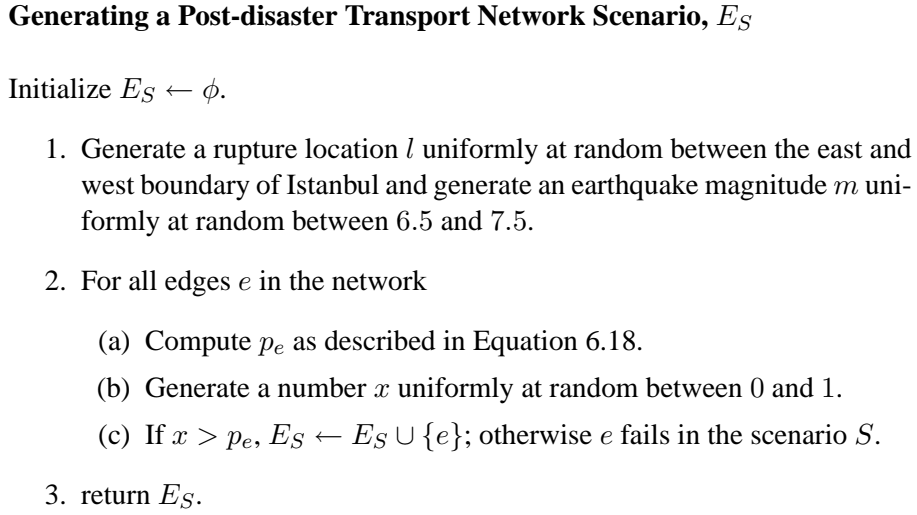 Generating a Post-disaster Transport Network Scenario, E_S
Initialize E_S ← ϕ.
1. Generate a rupture location l uniformly at random between the east and
west boundary of Istanbul and generate an earthquake magnitude m uni-
formly at random between 6.5 and 7.5.
2. For all edges e in the network
(a) Compute p_e as described in Equation 6.18.
(b) Generate a number x uniformly at random between 0 and 1.
(c) If x > p_e, E_S ← E_S ∪ {e}; otherwise e fails in the scenario S.
3. return E_S.